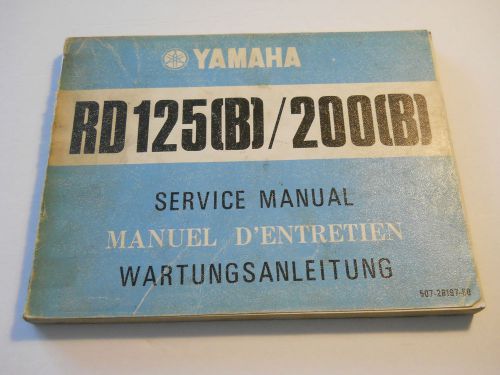 YAMAHA
RD125(B)/200(B)
SERVICE MANUAL
MANUEL D'ENTRETIEN
WARTUNGSANLEITUNG
507-28197-80